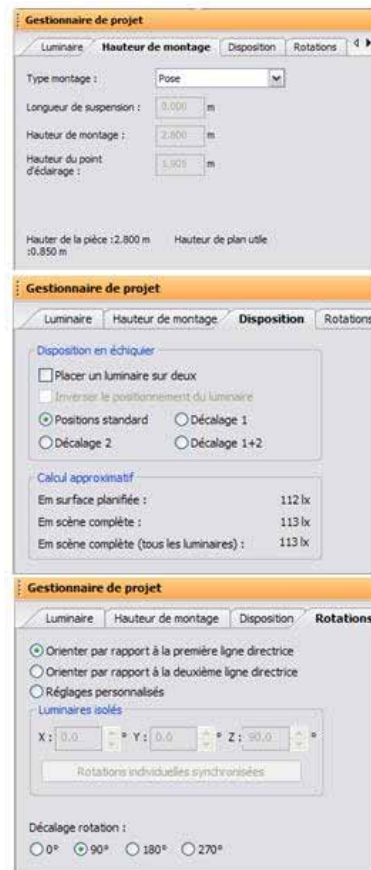 Gestionnaire de projet
Luminaire Hauteur de montage Disposition Rotations
Type montage : Pose
Longueur de suspension : 0.000 m
Hauteur de montage : 2.800 m
Hauteur du point
d'éclairage : 1.905 m
Hauter de la pièce :2.800 m Hauteur de plan utile
:0.850 m
Gestionnaire de projet
Luminaire Hauteur de montage Disposition Rotations
Disposition en échiquier
Placer un luminaire sur deux
Inverser le positionnement du luminaire
Positions standard Décalage 1
Décalage 2 Décalage 1+2
Calcul approximatif
Em surface planifiée : 112 lx
Em scène complète : 113 lx
Em scène complète (tous les luminaires) : 113 lx
Gestionnaire de projet
Luminaire Hauteur de montage Disposition Rotations
Orienter par rapport à la première ligne directrice
Orienter par rapport à la deuxième ligne directrice
Réglages personnalisés
Luminaires isolés
X : 0.0 ° Y : 0.0 ° Z : 90.0 °
Rotations individuelles synchronisées
Décalage rotation :
0° 90° 180° 270°